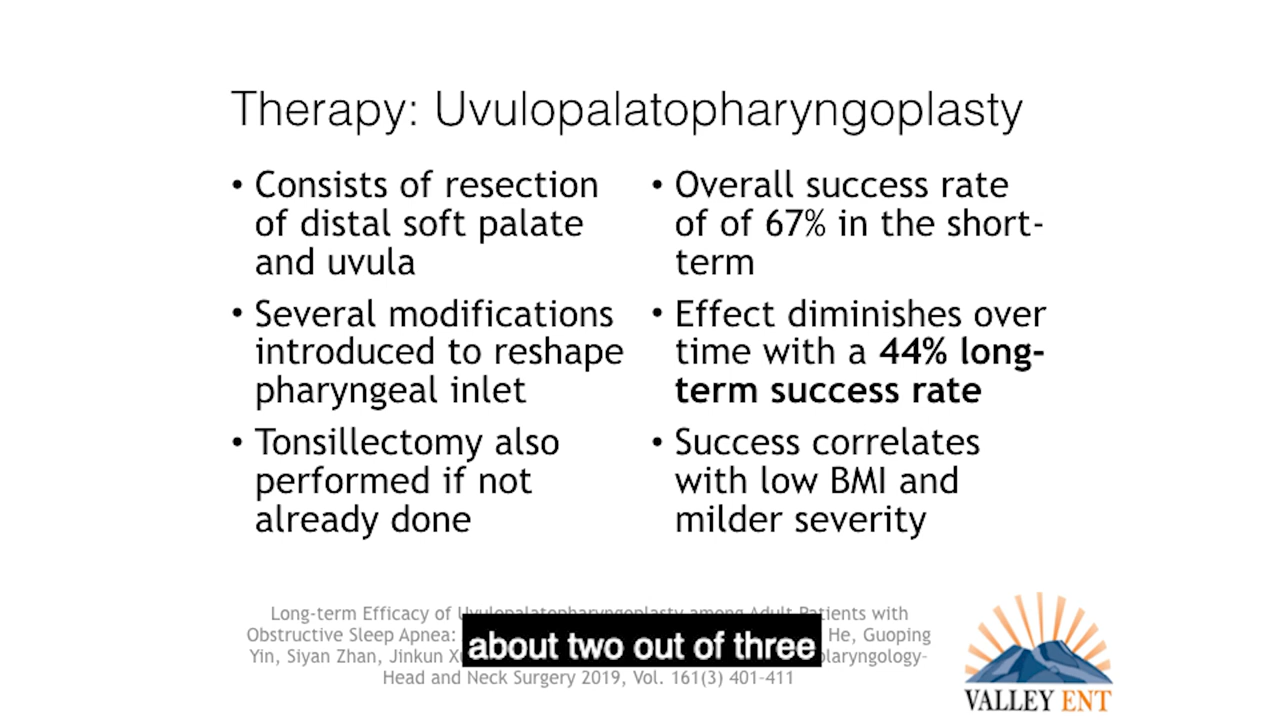 Therapy: Uvulopalatopharyngoplasty
• Consists of resection
of distal soft palate
and uvula
• Several modifications
introduced to reshape
pharyngeal inlet
• Tonsillectomy also
performed if not
already done
• Overall success rate
of of 67% in the short-
term
• Effect diminishes over
time with a 44% long-
term success rate
• Success correlates
with low BMI and
milder severity
Long-term Efficacy of Uvulopalatopharyngoplasty among Adult Patients with
Obstructive Sleep Apnea: He, Guoping
Yin, Siyan Zhan, Jinkun
Head and Neck Surgery 2019, Vol. 161(3) 401-411
about two out of three
VALLEY ENT